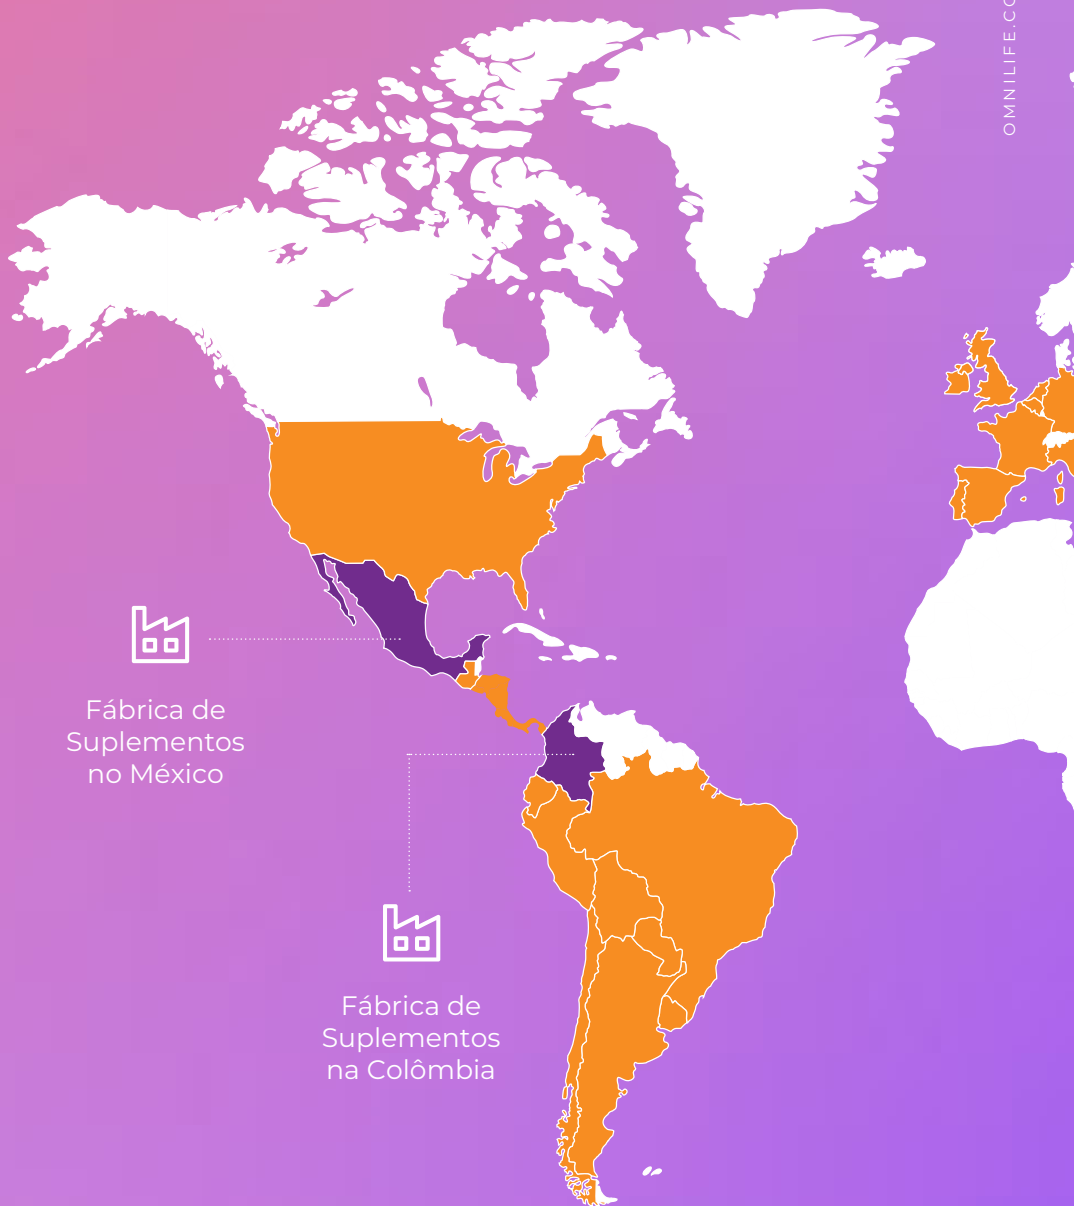 OMNILIFE.CO
Fábrica de
Suplementos
no México
Fábrica de
Suplementos
na Colômbia